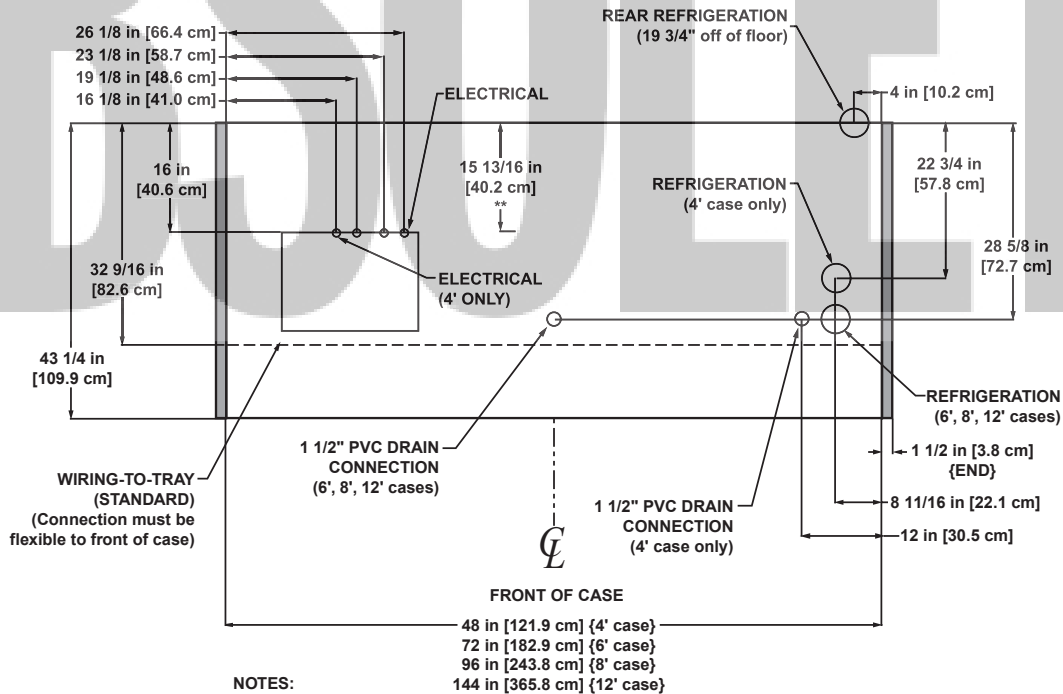 REAR REFRIGERATION
(19 3/4" off of floor)
26 1/8 in [66.4 cm]
23 1/8 in [58.7 cm]
19 1/8 in [48.6 cm]
16 1/8 in [41.0 cm]
ELECTRICAL
4 in [10.2 cm]
16 in
[40.6 cm]
15 13/16 in
[40.2 cm]
**
22 3/4 in
[57.8 cm]
REFRIGERATION
(4' case only)
28 5/8 in
[72.7 cm]
32 9/16 in
[82.6 cm]
ELECTRICAL
(4' ONLY)
43 1/4 in
[109.9 cm]
REFRIGERATION
(6', 8', 12' cases)
1 1/2" PVC DRAIN
CONNECTION
(6', 8', 12' cases)
1 1/2 in [3.8 cm]
{END}
WIRING-TO-TRAY
(STANDARD)
(Connection must be
flexible to front of case)
1 1/2" PVC DRAIN
CONNECTION
(4' case only)
8 11/16 in [22.1 cm]
12 in [30.5 cm]
CL
FRONT OF CASE
48 in [121.9 cm] {4' case}
72 in [182.9 cm] {6' case}
96 in [243.8 cm] {8' case}
144 in [365.8 cm] {12' case}
NOTES: